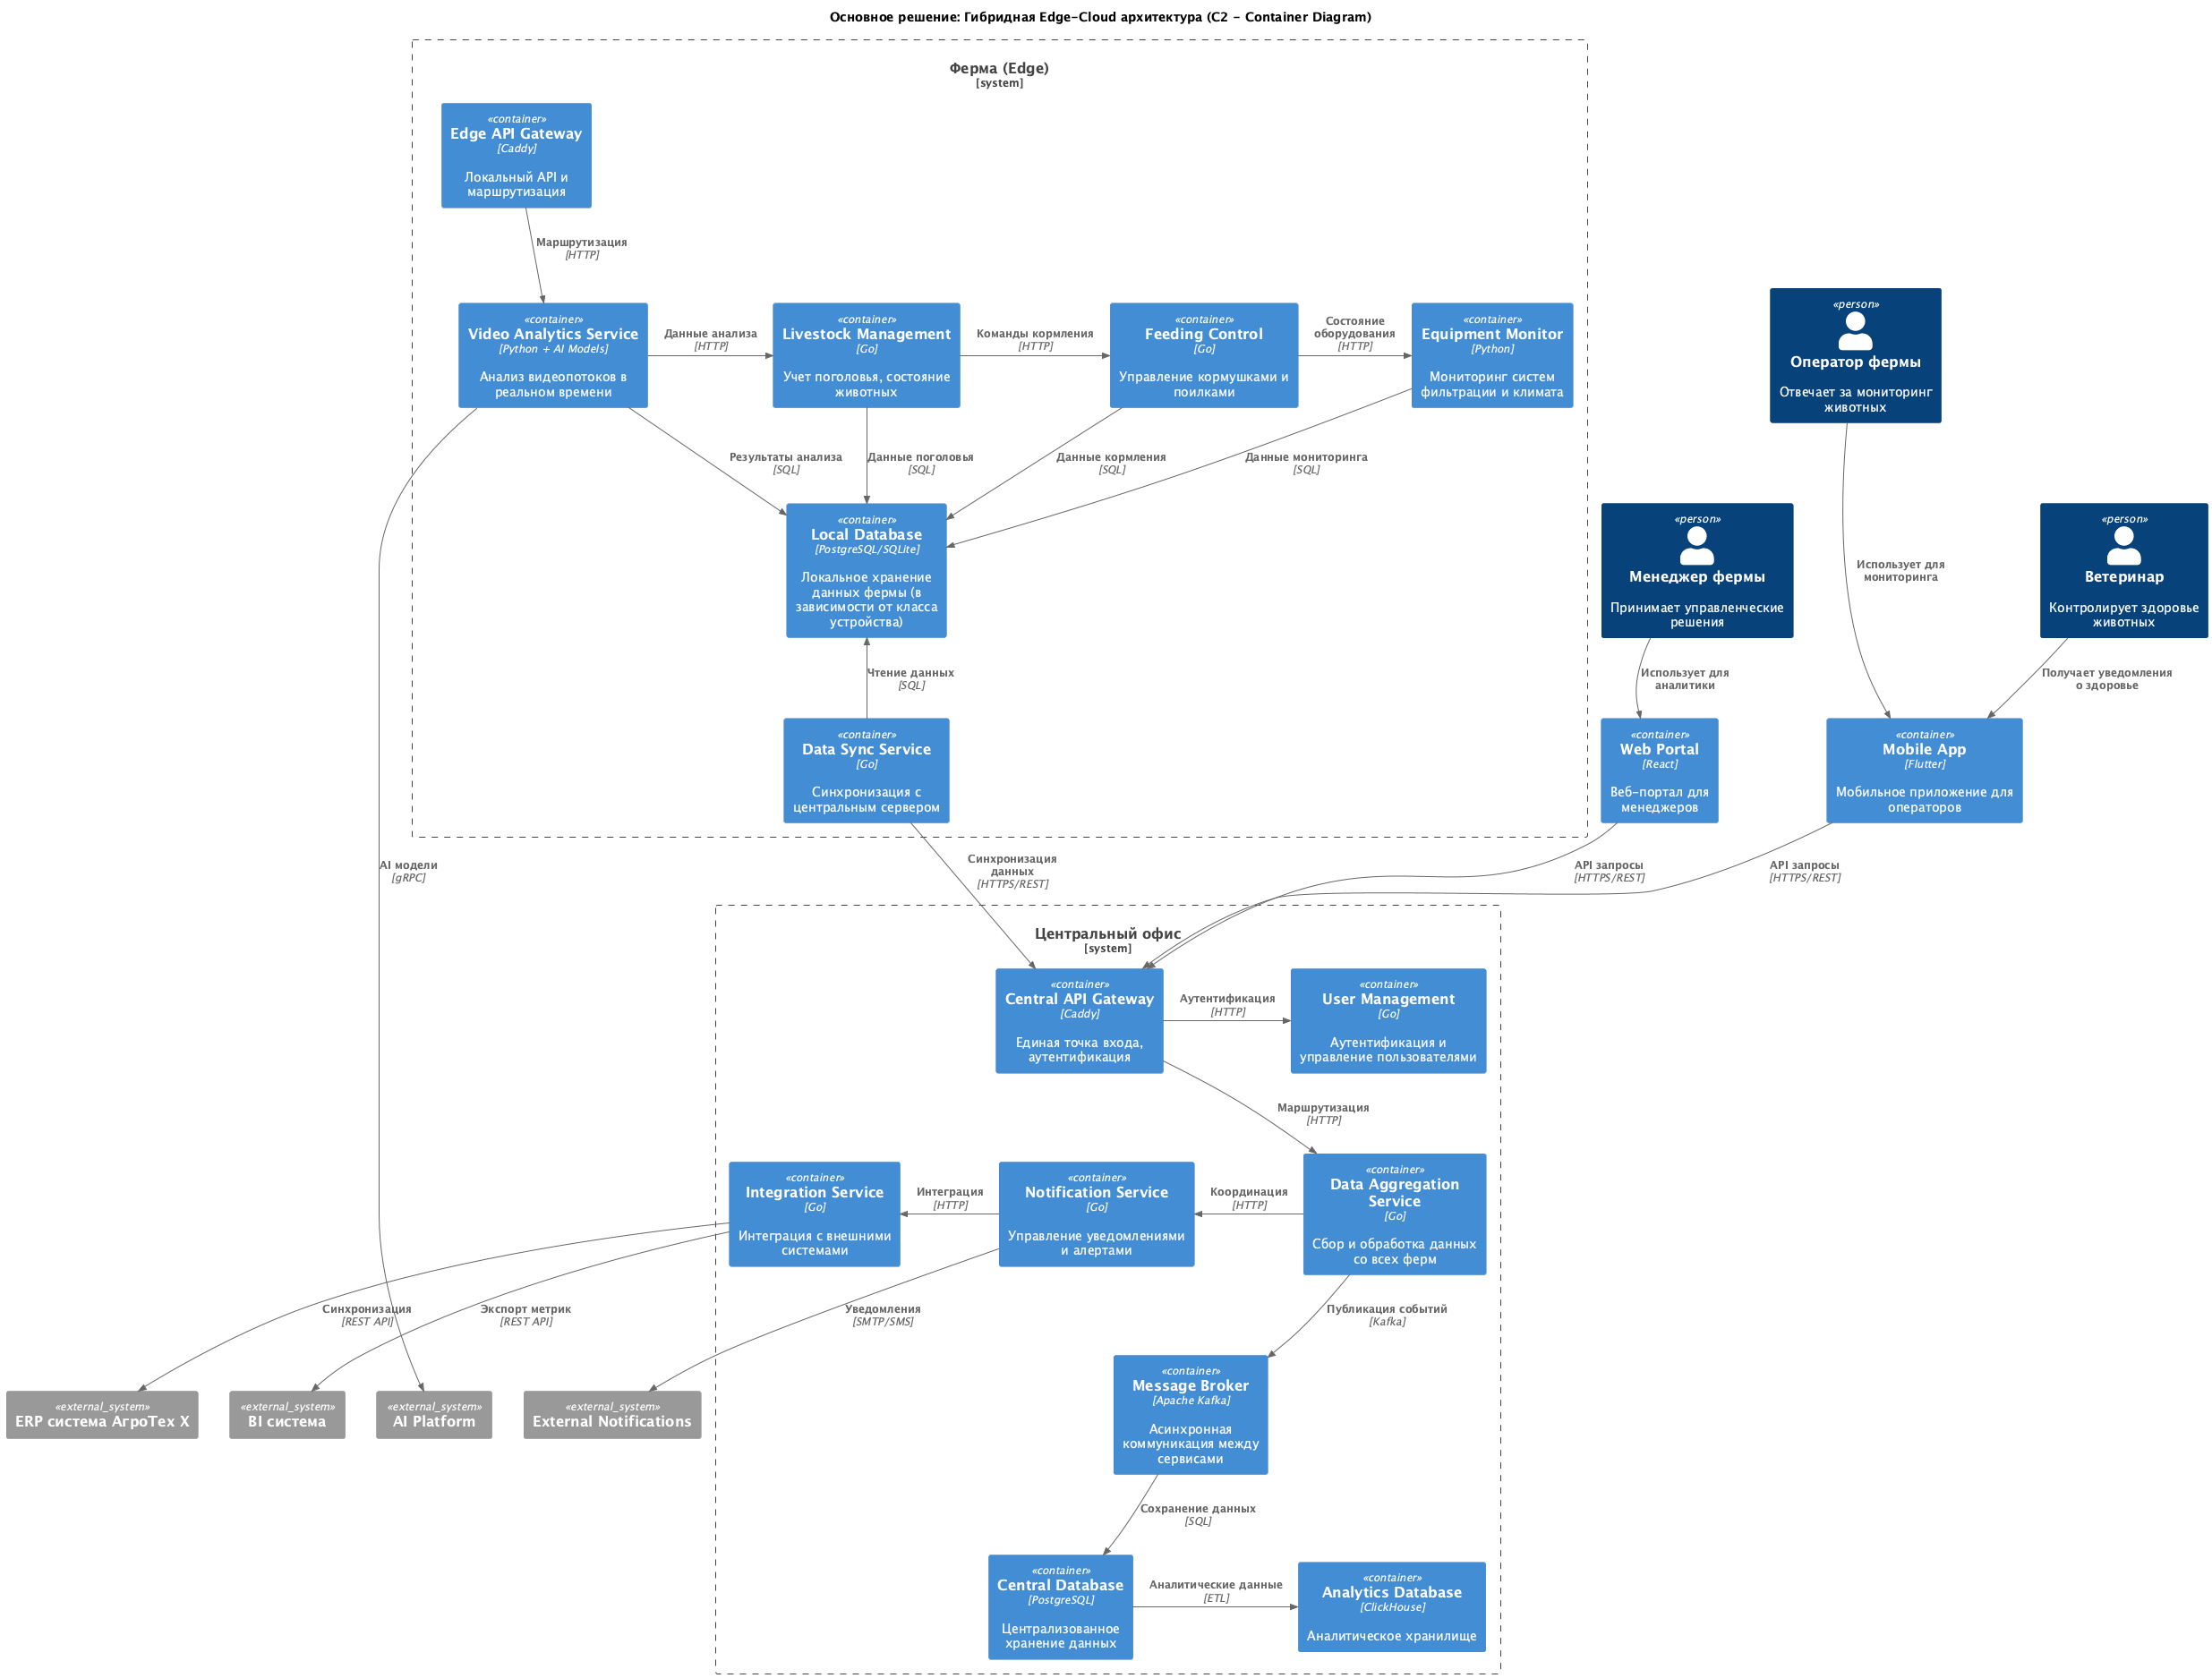 Основное решение: Гибридная Edge-Cloud архитектура (C2 - Container Diagram)
Ферма (Edge)
[system]
«container»
Edge API Gateway
[Caddy]
Локальный API и
маршрутизация
Маршрутизация
[HTTP]
«container»
Video Analytics Service
[Python + AI Models]
Анализ видеопотоков в
реальном времени
Данные анализа
[HTTP]
«container»
Livestock Management
[Go]
Учет поголовья, состояние
животных
Команды кормления
[HTTP]
«container»
Feeding Control
[Go]
Управление кормушками и
поилками
Состояние
оборудования
[HTTP]
«container»
Equipment Monitor
[Python]
Мониторинг систем
фильтрации и климата
«person»
Оператор фермы
Отвечает за мониторинг
животных
Результаты анализа
[SQL]
Данные поголовья
[SQL]
Данные кормления
[SQL]
Данные мониторинга
[SQL]
«container»
Local Database
[PostgreSQL/SQLite]
Локальное хранение
данных фермы (в
зависимости от класса
устройства)
«person»
Менеджер фермы
Принимает управленческие
решения
Использует для
мониторинга
«person»
Ветеринар
Контролирует здоровье
животных
Чтение данных
[SQL]
Использует для
аналитики
Получает уведомления
о здоровье
«container»
Data Sync Service
[Go]
Синхронизация с
центральным сервером
«container»
Web Portal
[React]
Веб-портал для
менеджеров
«container»
Mobile App
[Flutter]
Мобильное приложение для
операторов
AI модели
[gRPC]
Синхронизация
данных
[HTTPS/REST]
API запросы
[HTTPS/REST]
API запросы
[HTTPS/REST]
Центральный офис
[system]
«container»
Central API Gateway
[Caddy]
Единая точка входа,
аутентификация
Аутентификация
[HTTP]
«container»
User Management
[Go]
Аутентификация и
управление пользователями
Маршрутизация
[HTTP]
«container»
Integration Service
[Go]
Интеграция с внешними
системами
Интеграция
[HTTP]
«container»
Notification Service
[Go]
Управление уведомлениями
и алертами
Координация
[HTTP]
«container»
Data Aggregation
Service
[Go]
Сбор и обработка данных
со всех ферм
Синхронизация
[REST API]
Экспорт метрик
[REST API]
Уведомления
[SMTP/SMS]
Публикация событий
[Kafka]
«external_system»
ERP система АгроТех X
«external_system»
BI система
«external_system»
AI Platform
«external_system»
External Notifications
«container»
Message Broker
[Apache Kafka]
Асинхронная
коммуникация между
сервисами
Сохранение данных
[SQL]
«container»
Central Database
[PostgreSQL]
Централизованное
хранение данных
Аналитические данные
[ETL]
«container»
Analytics Database
[ClickHouse]
Аналитическое хранилище